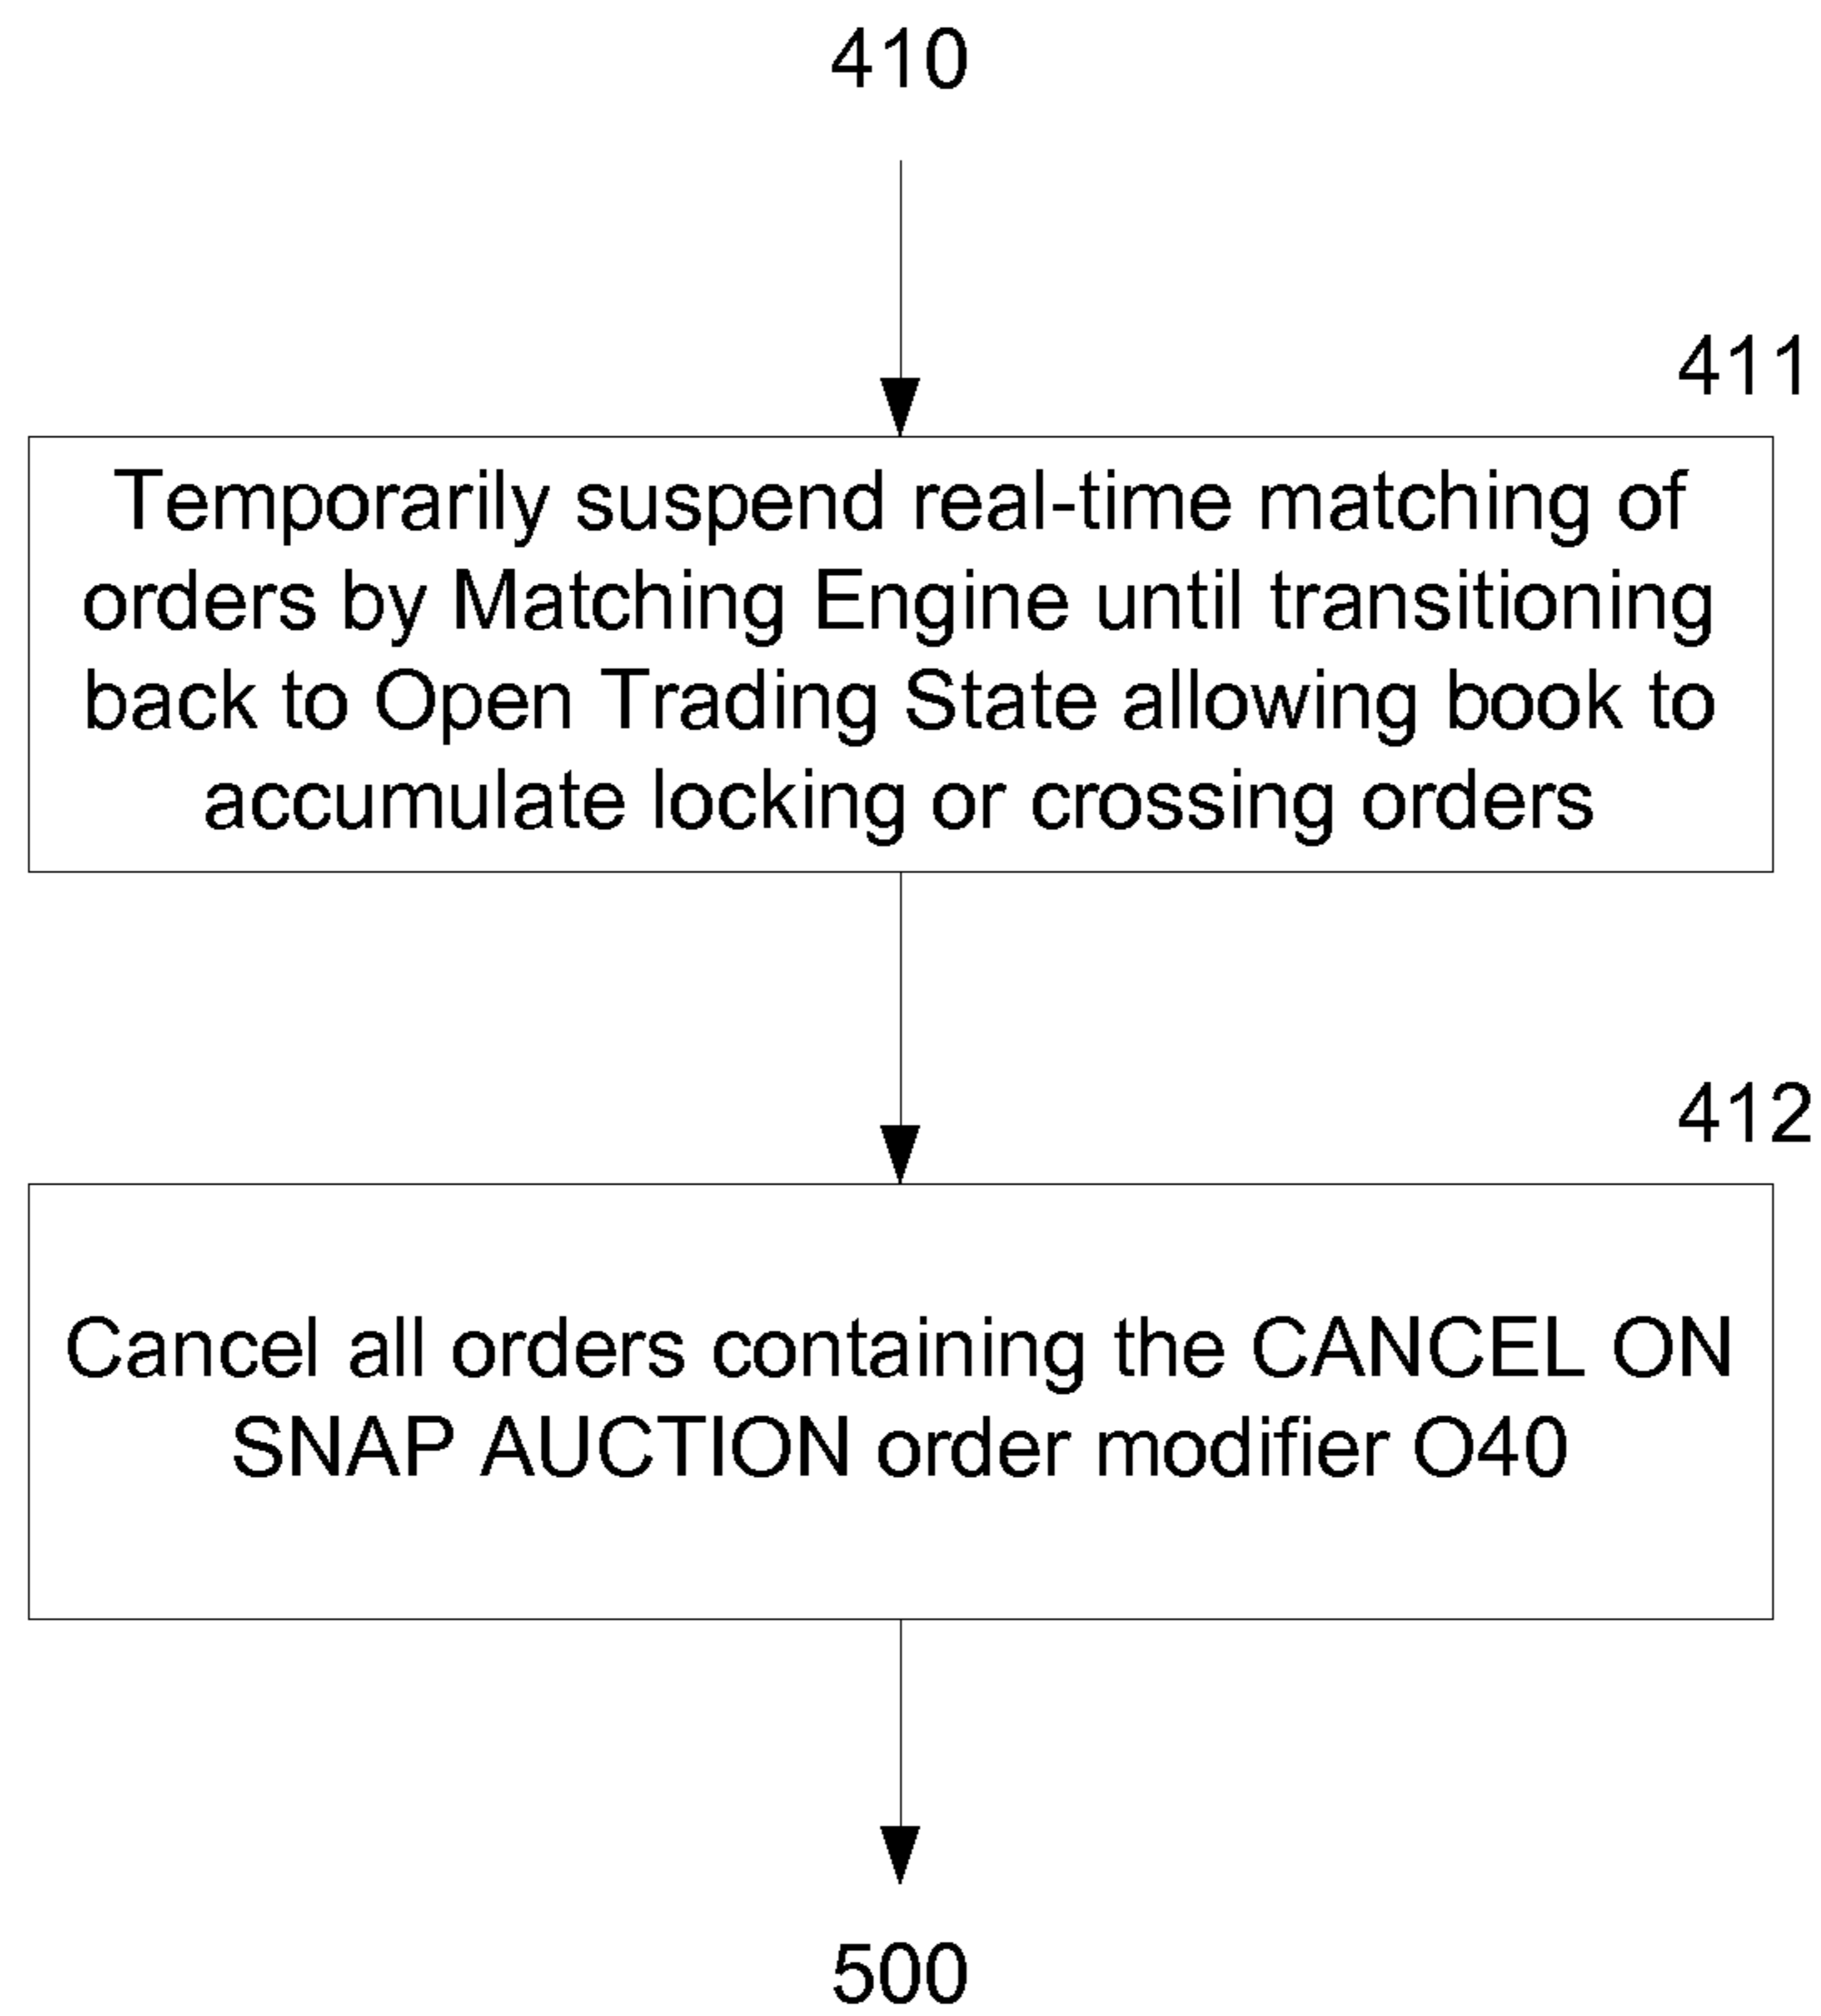 410
411
Temporarily suspend real-time matching of
orders by Matching Engine until transitioning
back to Open Trading State allowing book to
accumulate locking or crossing orders
412
Cancel all orders containing the CANCEL ON
SNAP AUCTION order modifier O40
500